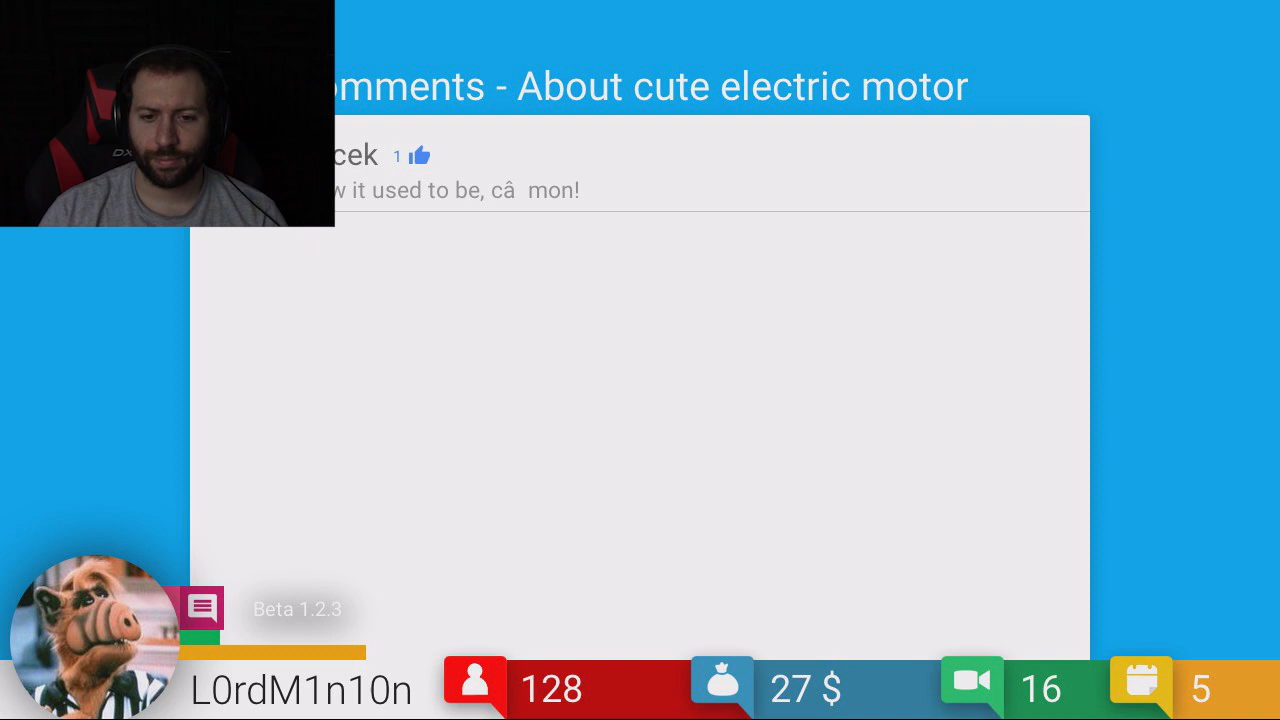 omments - About cute electric motor
cek 1
w it used to be, câ  mon!
DX
Beta 1.2.3
L0rdM1n10n
128
27 $
16
5